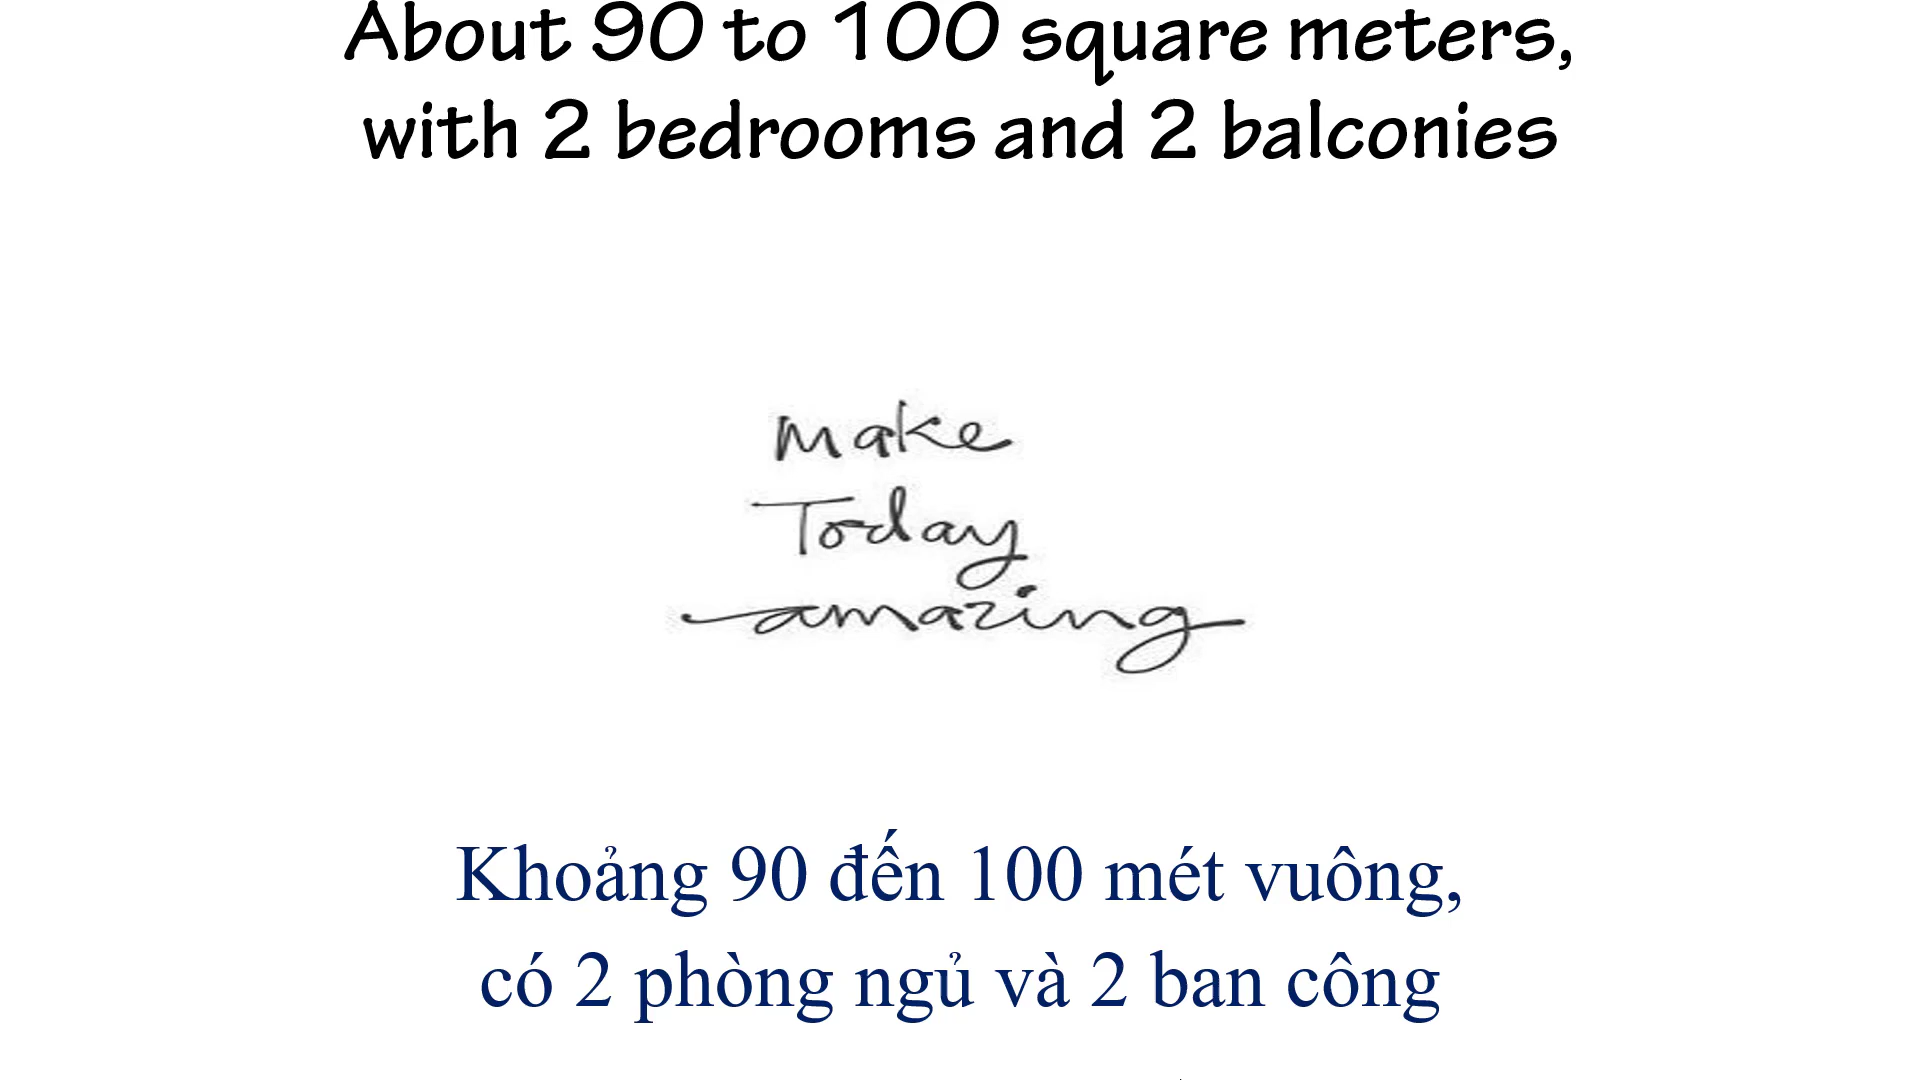 About 90 to 100 square meters,
with 2 bedrooms and 2 balconies
Make
Today
amazing
Khoảng 90 đến 100 mét vuông,
có 2 phòng ngủ và 2 ban công